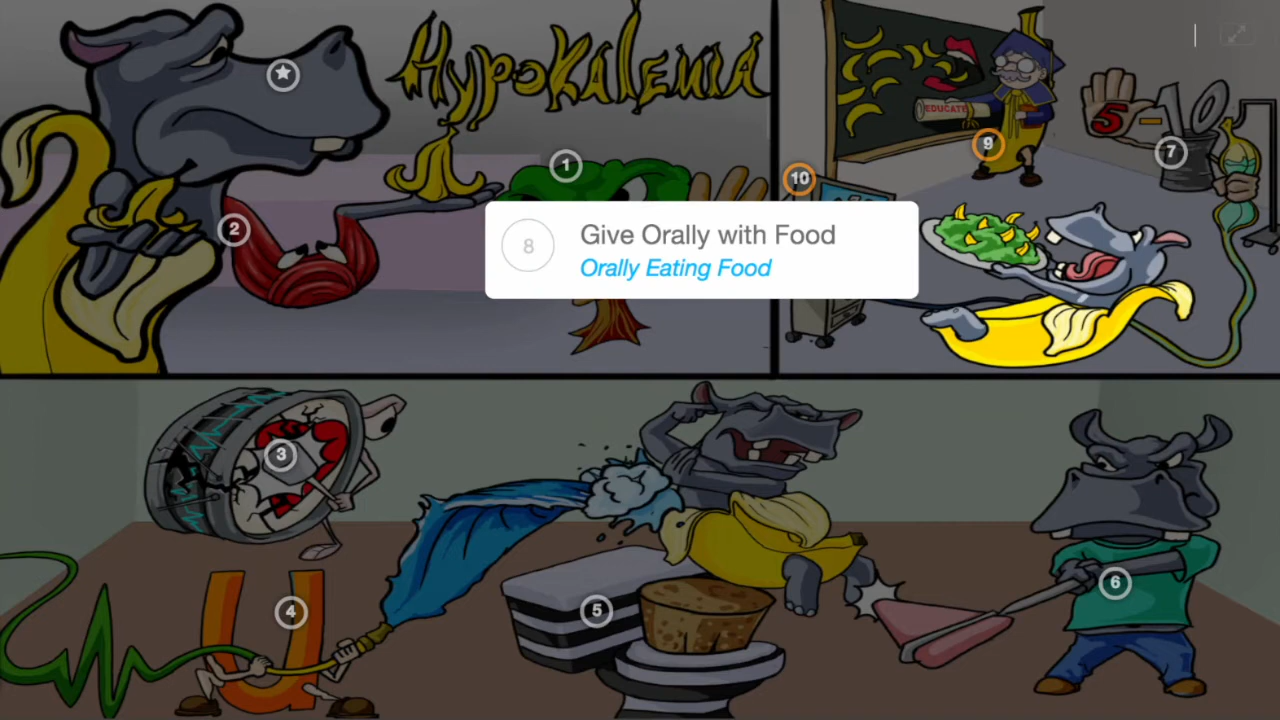 HypoKalemia
EDUCATE
5-10
10
9
7
1
2
8
Give Orally with Food
Orally Eating Food
3
4
U
5
6